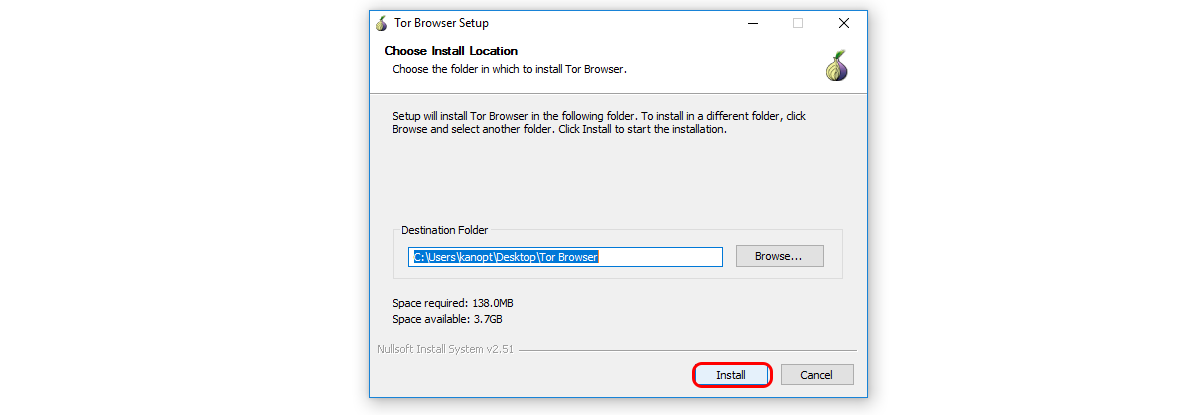 Tor Browser Setup
Choose Install Location
Choose the folder in which to install Tor Browser.
Setup will install Tor Browser in the following folder. To install in a different folder, click
Browse and select another folder. Click Install to start the installation.
Destination Folder
C:\Users\kanopt\Desktop\Tor Browser
Browse...
Space required: 138.0MB
Space available: 3.7GB
Nullsoft Install System v2.51
Install
Cancel